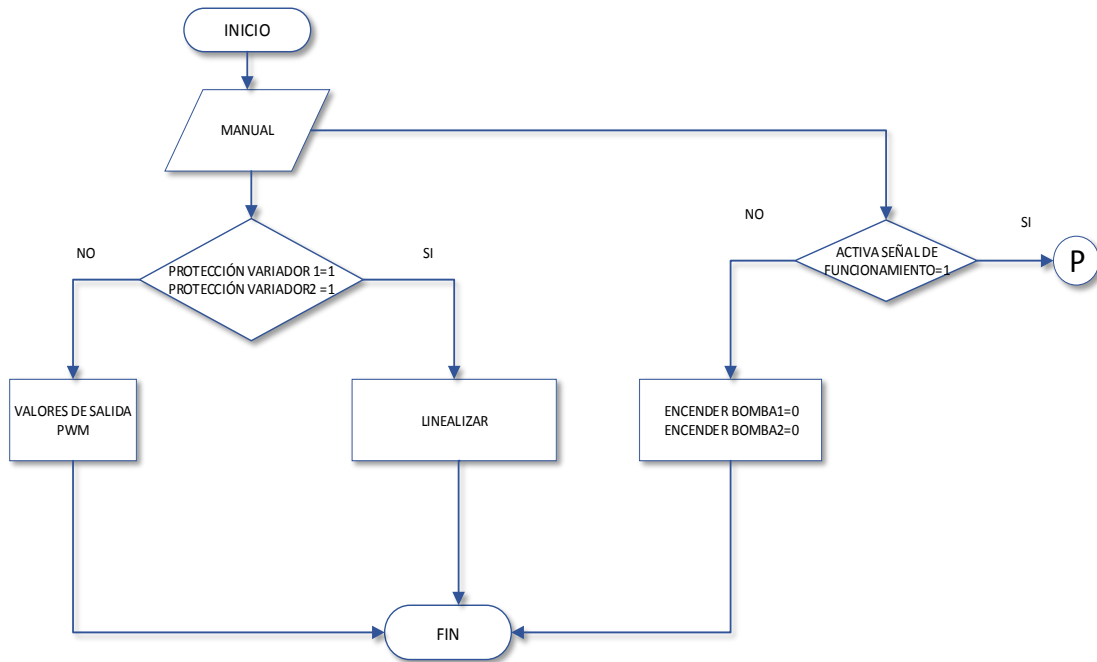 INICIO
MANUAL
NO
SI
PROTECCIÓN VARIADOR 1=1
PROTECCIÓN VARIADOR2 =1
NO
SI
ACTIVA SEÑAL DE
FUNCIONAMIENTO=1
P
VALORES DE SALIDA
PWM
LINEALIZAR
ENCENDER BOMBA1=0
ENCENDER BOMBA2=0
FIN